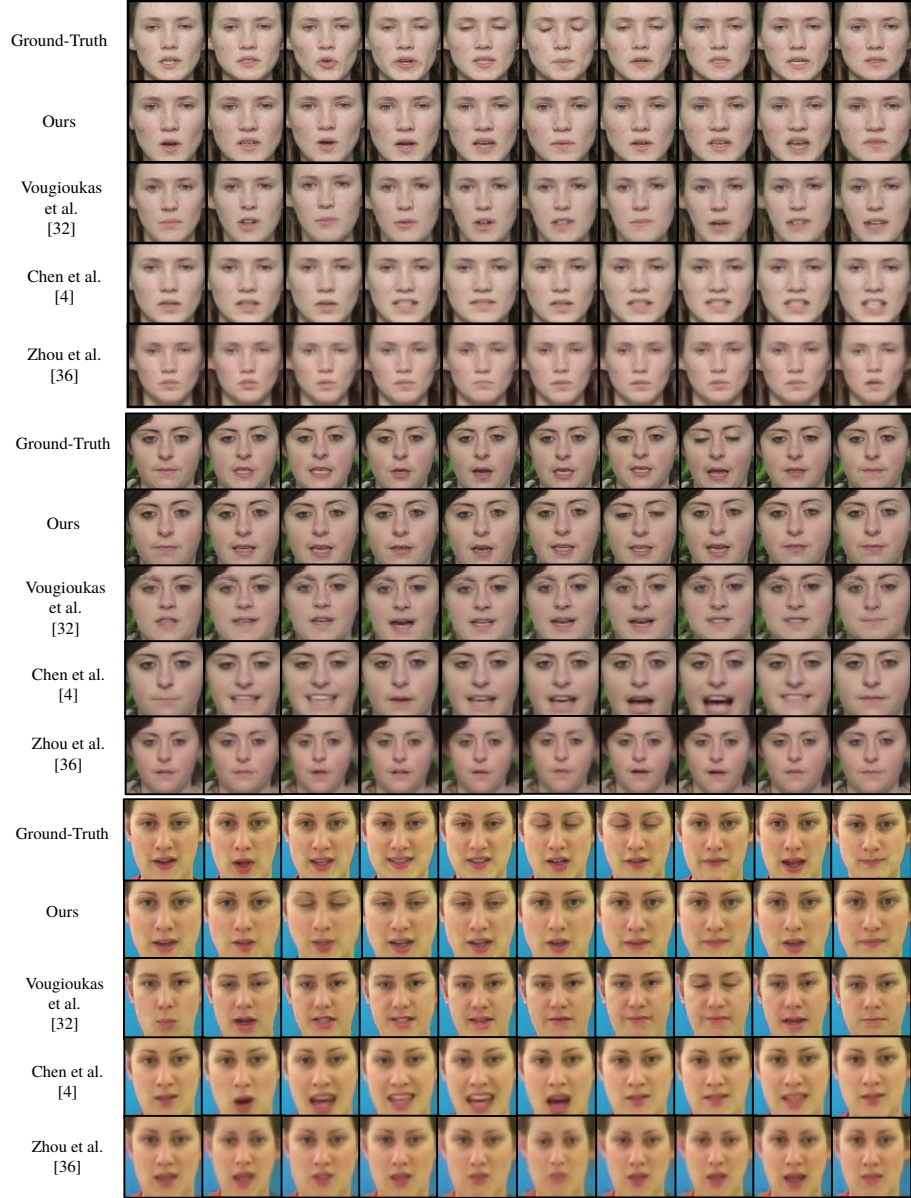 Ground-Truth
Ours
Vougioukas
et al.
[32]
Chen et al.
[4]
Zhou et al.
[36]
Ground-Truth
Ours
Vougioukas
et al.
[32]
Chen et al.
[4]
Zhou et al.
[36]
Ground-Truth
Ours
Vougioukas
et al.
[32]
Chen et al.
[4]
Zhou et al.
[36]